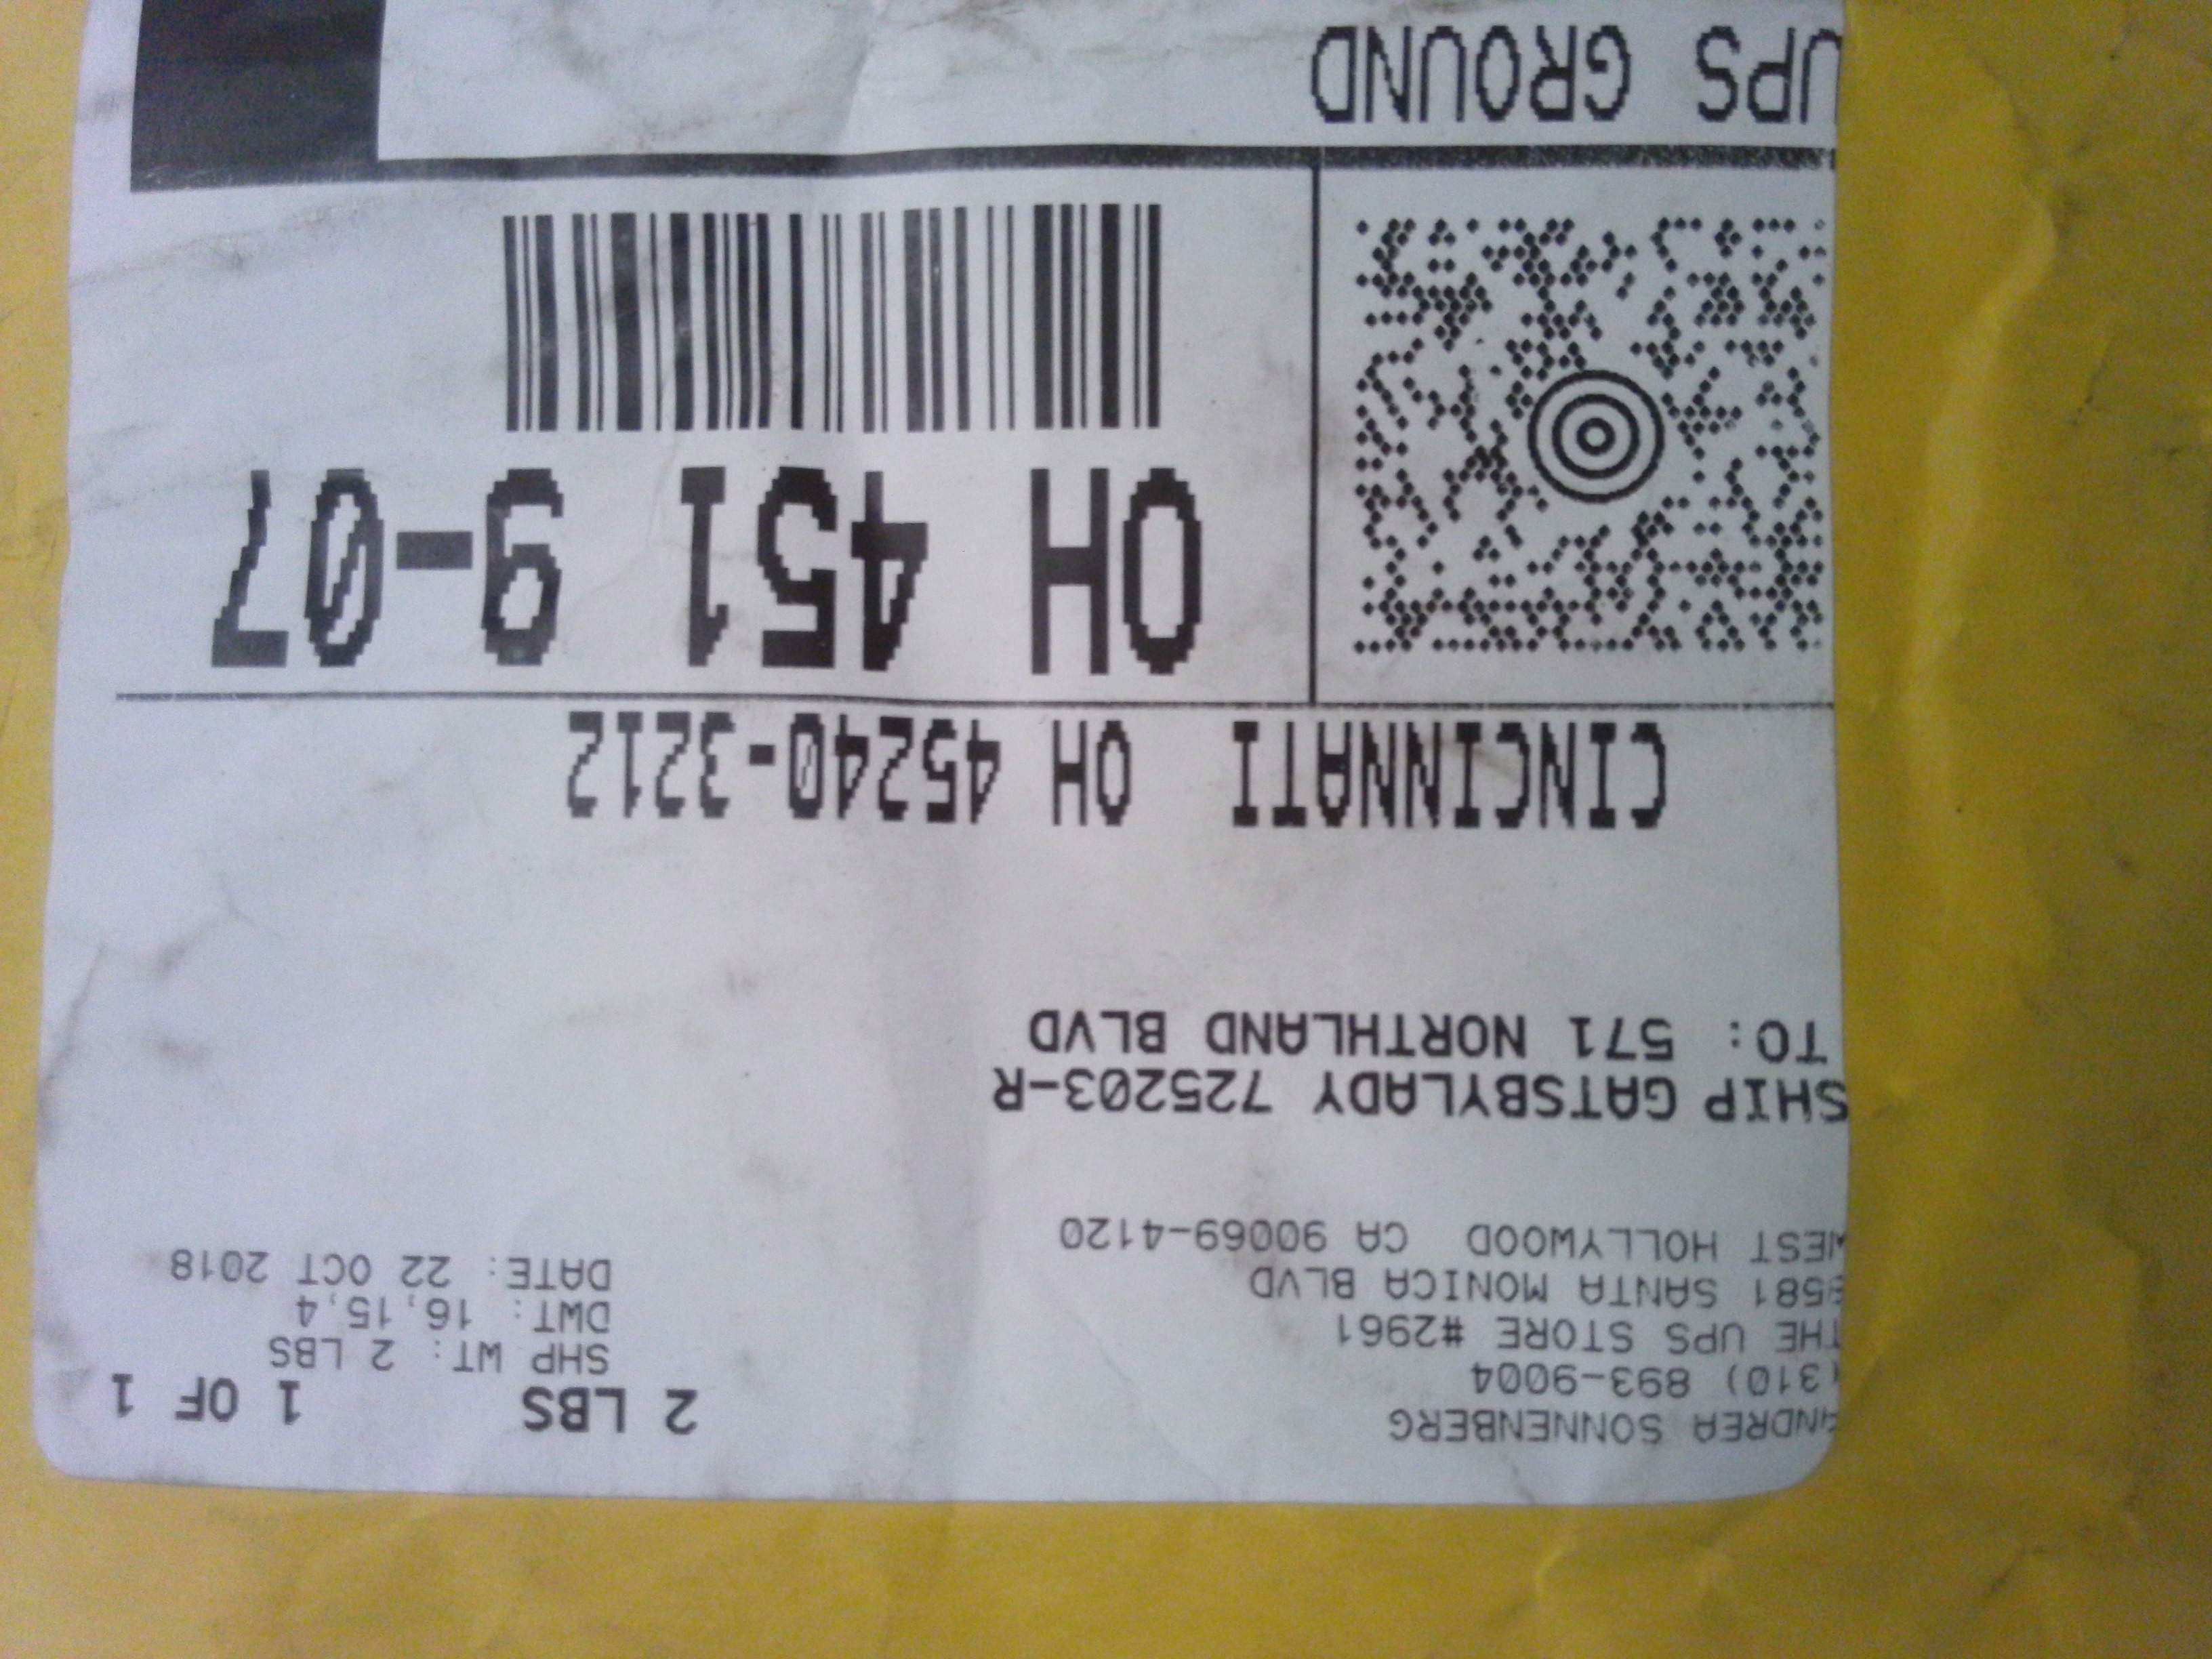 ANDREA SONNENBERG
(310) 893-9004
THE UPS STORE #2961
8581 SANTA MONICA BLVD
WEST HOLLYWOOD CA 90069-4120
2 LBS 1 OF 1
SHP WT: 2 LBS
DWT: 16,15,4
DATE: 22 OCT 2018
SHIP GATSBYLADY 725203-R
TO: 571 NORTHLAND BLVD
CINCINNATI OH 45240-3212
OH 451 9-07
UPS GROUND